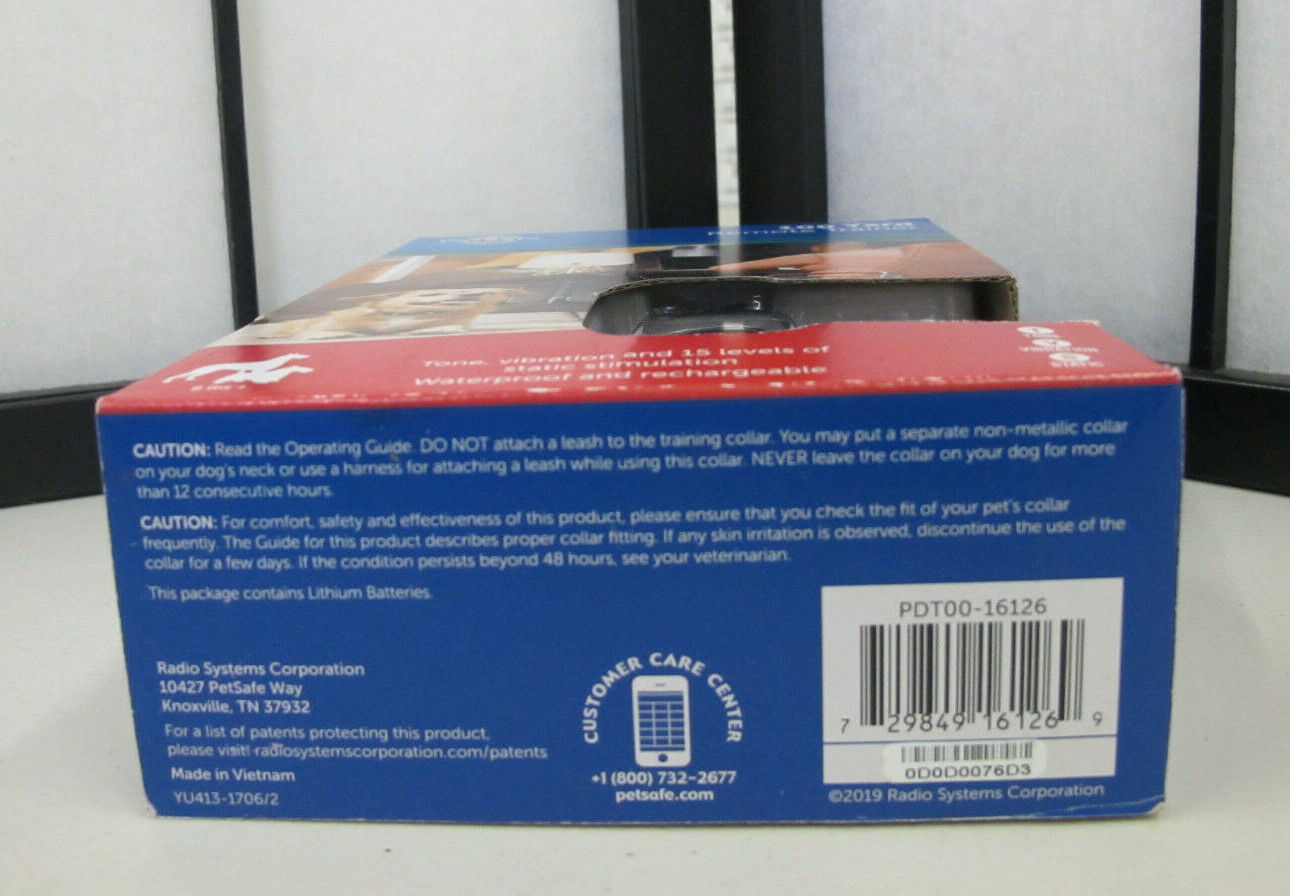 100 Yard
Remote Trainer
Tone, vibration and 15 levels of
static stimulation
Waterproof and rechargeable
VIBRATION
STATIC
CAUTION: Read the Operating Guide. DO NOT attach a leash to the training collar. You may put a separate non-metallic collar
on your dog's neck or use a harness for attaching a leash while using this collar. NEVER leave the collar on your dog for more
than 12 consecutive hours.
CAUTION: For comfort, safety and effectiveness of this product, please ensure that you check the fit of your pet's collar
frequently. The Guide for this product describes proper collar fitting. If any skin irritation is observed, discontinue the use of the
collar for a few days. If the condition persists beyond 48 hours, see your veterinarian.
This package contains Lithium Batteries.
Radio Systems Corporation
10427 PetSafe Way
Knoxville, TN 37932
For a list of patents protecting this product,
please visit: radiosystemscorporation.com/patents
Made in Vietnam
YU413-1706/2
CUSTOMER CARE CENTER
+1 (800) 732-2677
petsafe.com
PDT00-16126
7 29849 16126 9
0D0D0076D3
©2019 Radio Systems Corporation